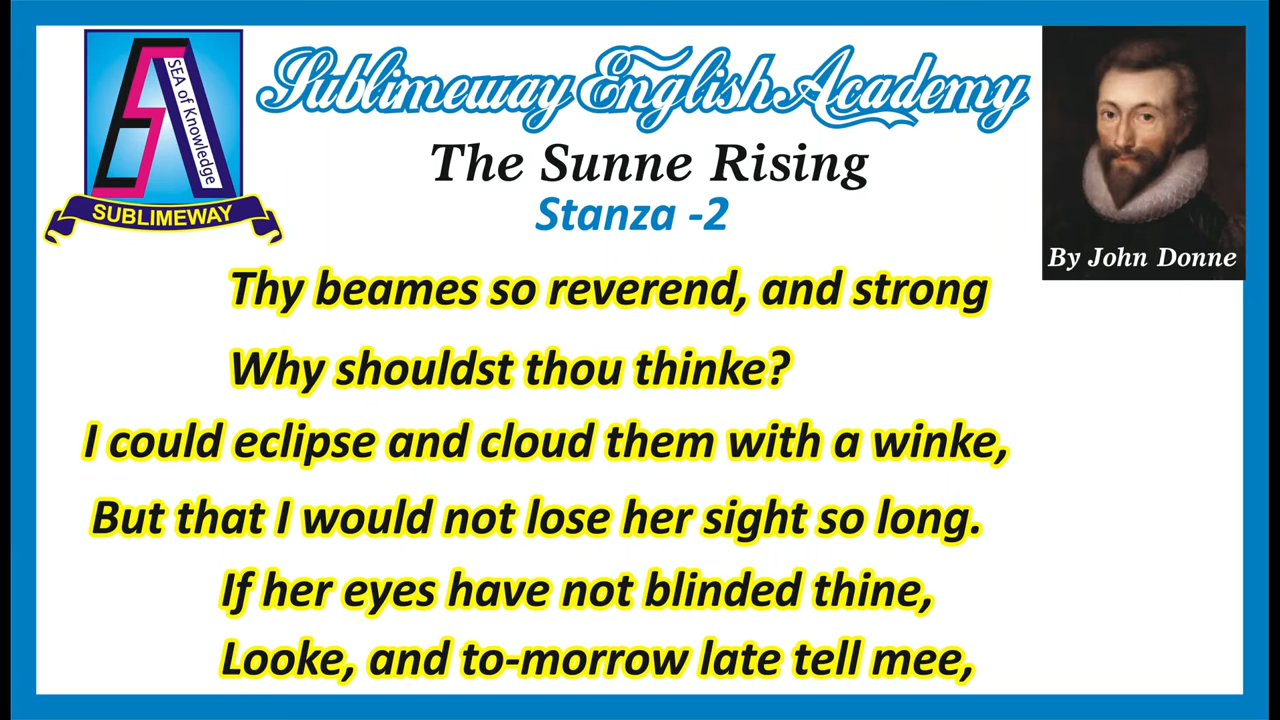 SEA of Knowledge
SUBLIMEWAY
Sublimeway English Academy
The Sunne Rising
Stanza -2
By John Donne
Thy beames so reverend, and strong
Why shouldst thou thinke?
I could eclipse and cloud them with a winke,
But that I would not lose her sight so long.
If her eyes have not blinded thine,
Looke, and to-morrow late tell mee,